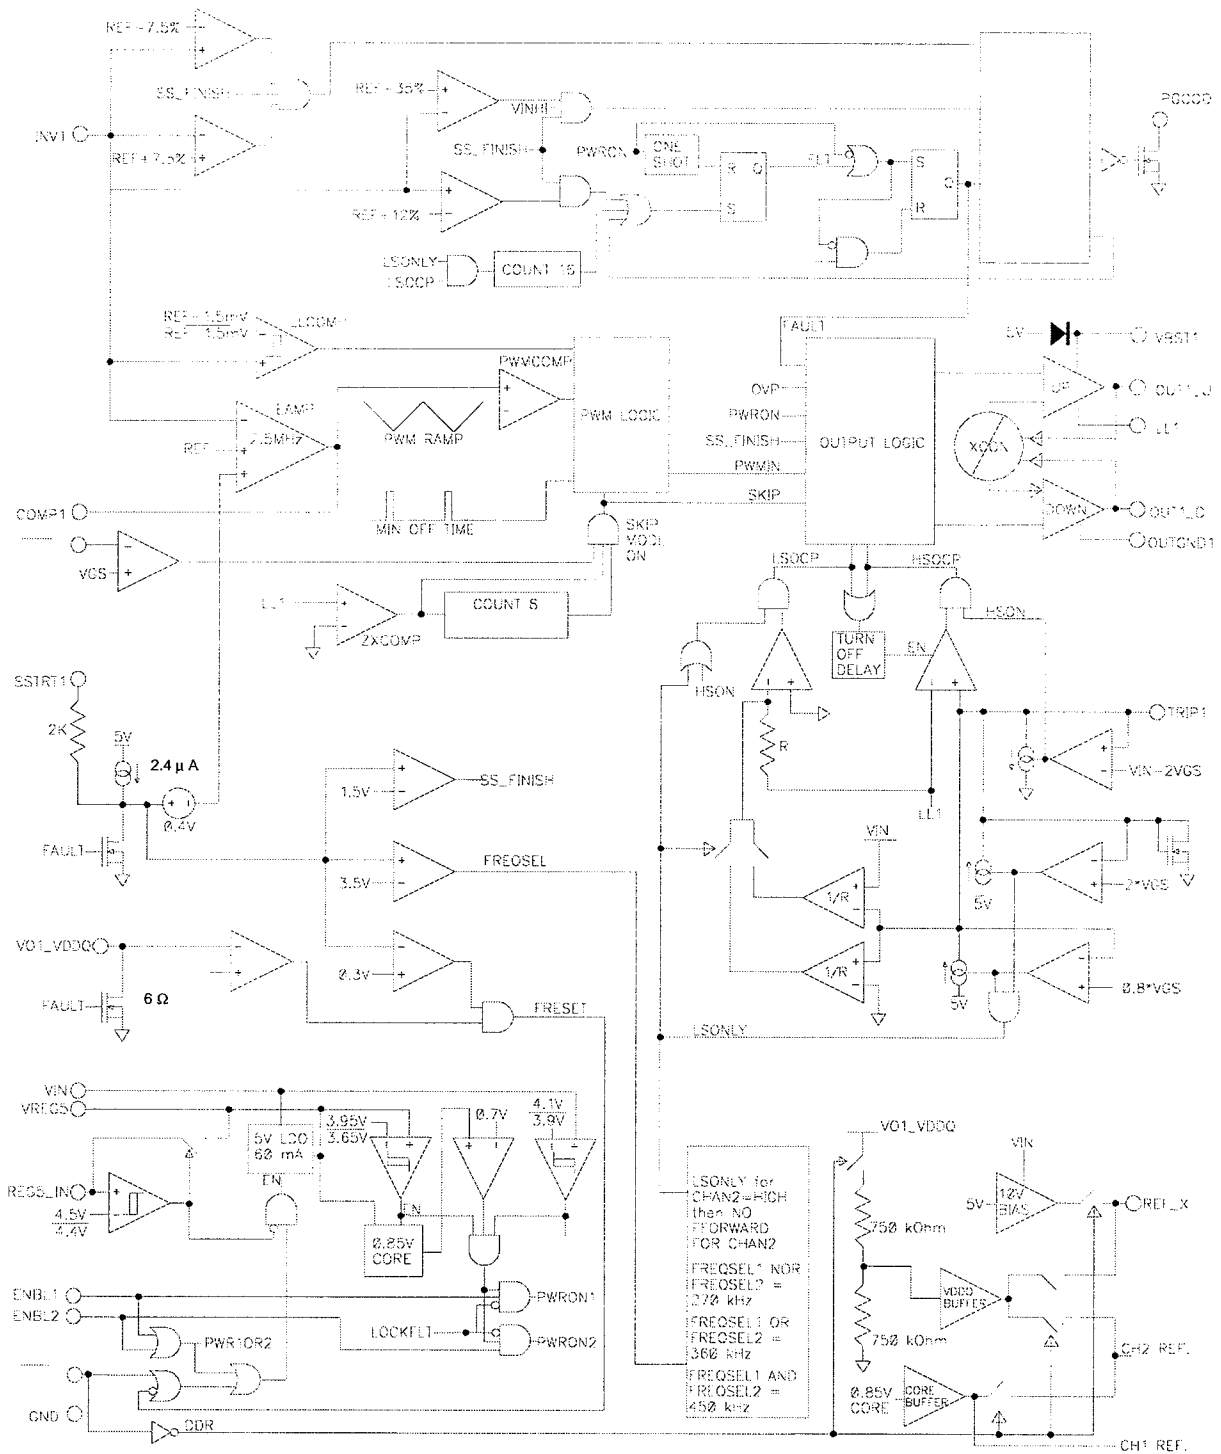 REF-7.5%
SS_FINISH
INV1
REF+7.5%
REF-35%
VINHI
SS_FINISH
PWRON
ONE
SHOT
R Q
S
FLT
S
Q
R
PGOOD
REF+12%
LSONLY
LSOCP
COUNT 16
REF-1.5mV
REF-1.5mV
LLCOMP
PWMCOMP
FAULT
5V
VBST1
EAMP
2.5MHz
REF
PWM RAMP
PWM LOGIC
OVP
PWRON
SS_FINISH
PWMIN
SKIP
OUTPUT LOGIC
UP
OUT1_U
XCON
LL1
DOWN
OUT1_D
OUTGND1
COMP1
MIN OFF TIME
SKIP
MODE
ON
VGS
LL1
ZXCOMP
COUNT 8
LSOCP
HSOCP
HSON
TURN
OFF
DELAY
EN
HSON
SSTRT1
2K
5V
2.4 μ A
0.4V
FAULT
1.5V
SS_FINISH
3.5V
FREQSEL
R
LL1
TRIP1
VIN-2VGS
VIN
1/R
5V
2*VGS
1/R
5V
0.8*VGS
VO1_VDDQ
FAULT
6 Ω
0.3V
FRESET
LSONLY
VIN
VREG5
5V LDO
60 mA
EN
3.95V
3.65V
0.7V
4.1V
3.9V
REG5_IN
4.5V
4.4V
EN
0.85V
CORE
ENBL1
ENBL2
PWR1OR2
LOCKFLT
PWRON1
PWRON2
GND
DDR
LSONLY for
CHAN2=HIGH
then NO
FFORWARD
FOR CHAN2
FREQSEL1 NOR
FREQSEL2 =
270 kHz
FREQSEL1 OR
FREQSEL2 =
360 kHz
FREQSEL1 AND
FREQSEL2 =
450 kHz
VO1_VDDQ
750 kOhm
750 kOhm
VIN
5V
10V
BIAS
REF_X
VDDQ
BUFFER
CH2 REF.
0.85V
CORE
CORE
BUFFER
CH1 REF.